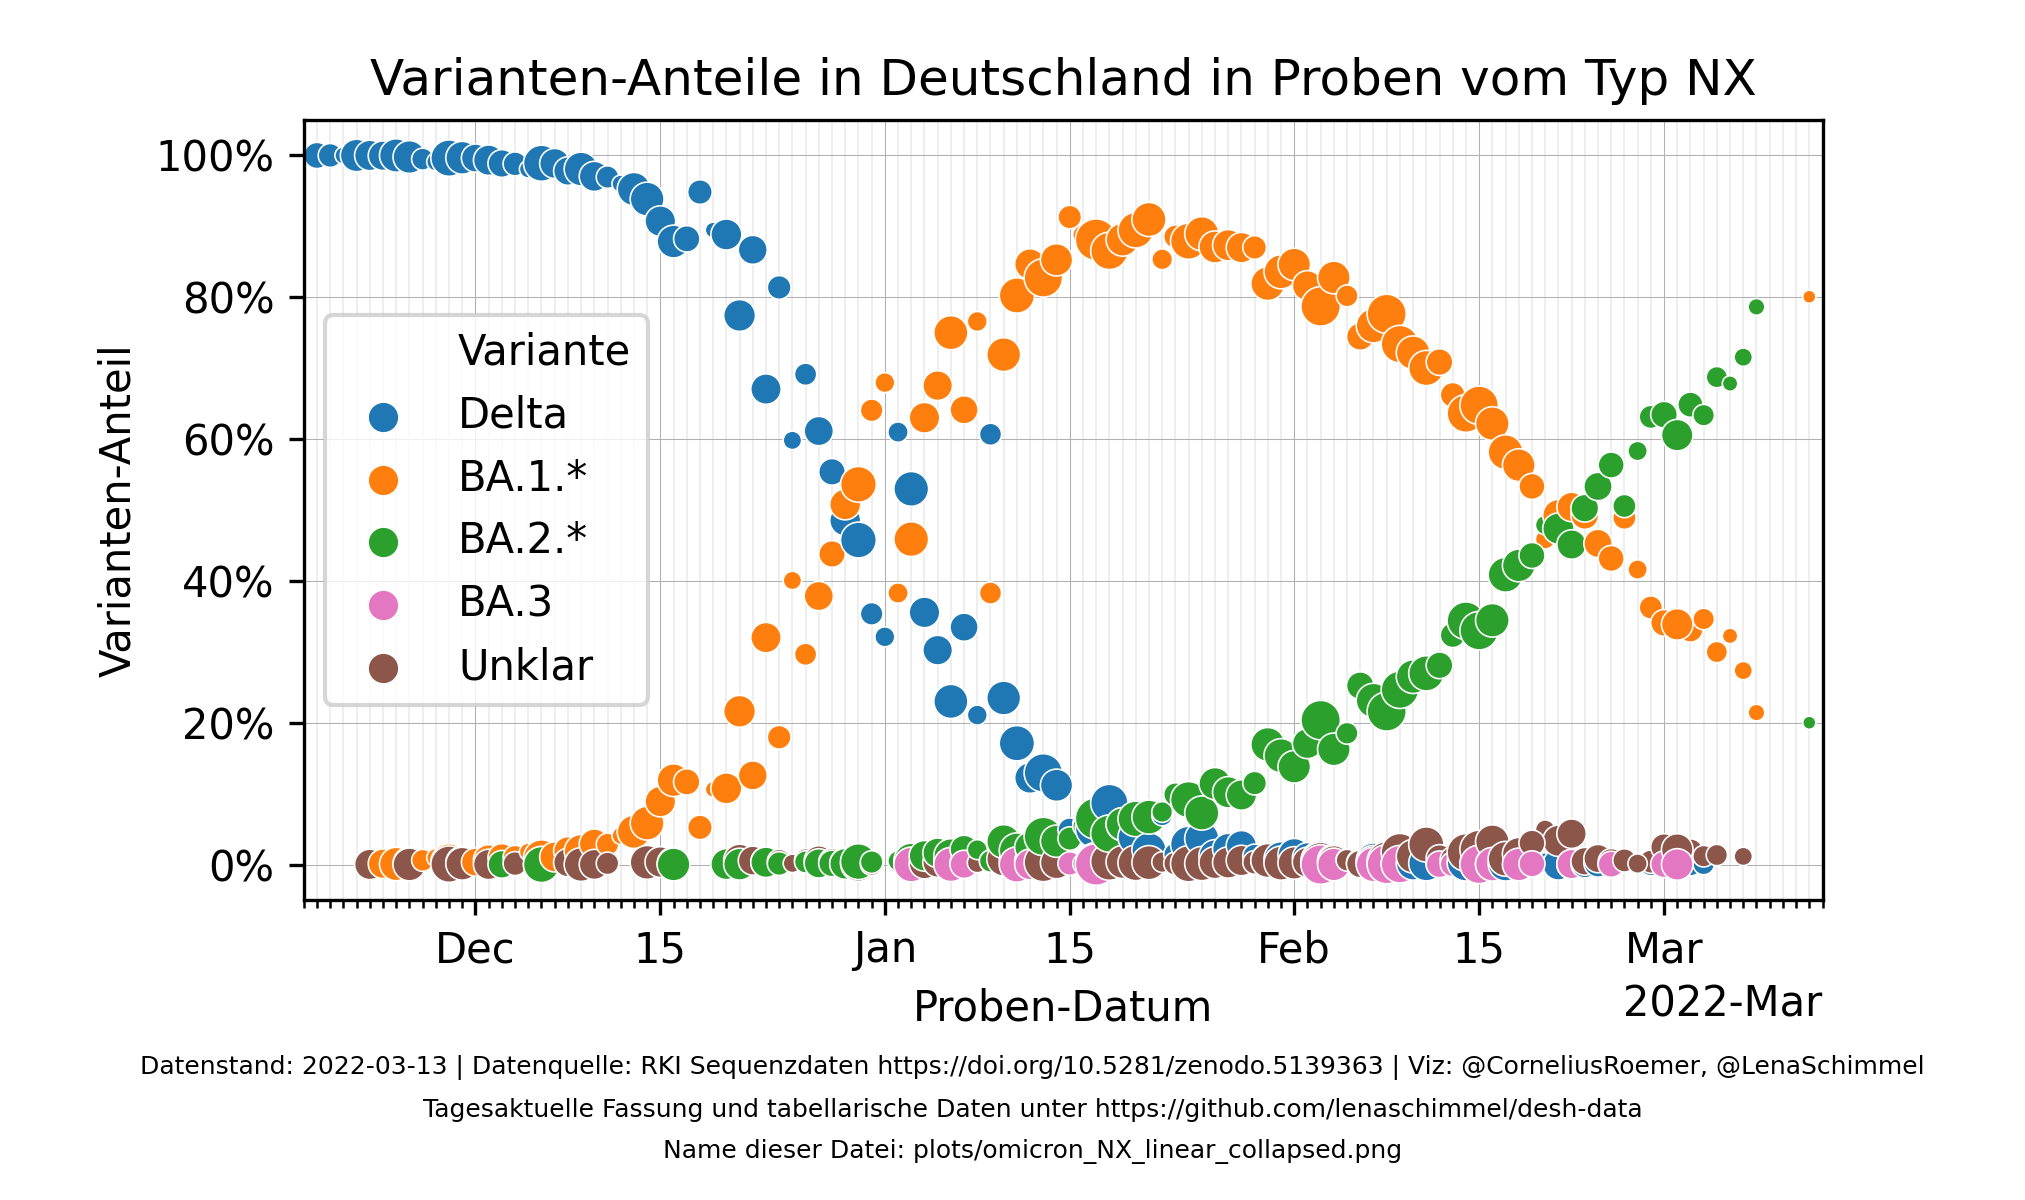 Varianten-Anteile in Deutschland in Proben vom Typ NX
100%
80%
60%
40%
20%
0%
Varianten-Anteil
Variante
Delta
BA.1.*
BA.2.*
BA.3
Unklar
Dec 15 Jan 15 Feb 15 Mar
2022-Mar
Proben-Datum
Datenstand: 2022-03-13 | Datenquelle: RKI Sequenzdaten https://doi.org/10.5281/zenodo.5139363 | Viz: @CorneliusRoemer, @LenaSchimmel
Tagesaktuelle Fassung und tabellarische Daten unter https://github.com/lenaschimmel/desh-data
Name dieser Datei: plots/omicron_NX_linear_collapsed.png